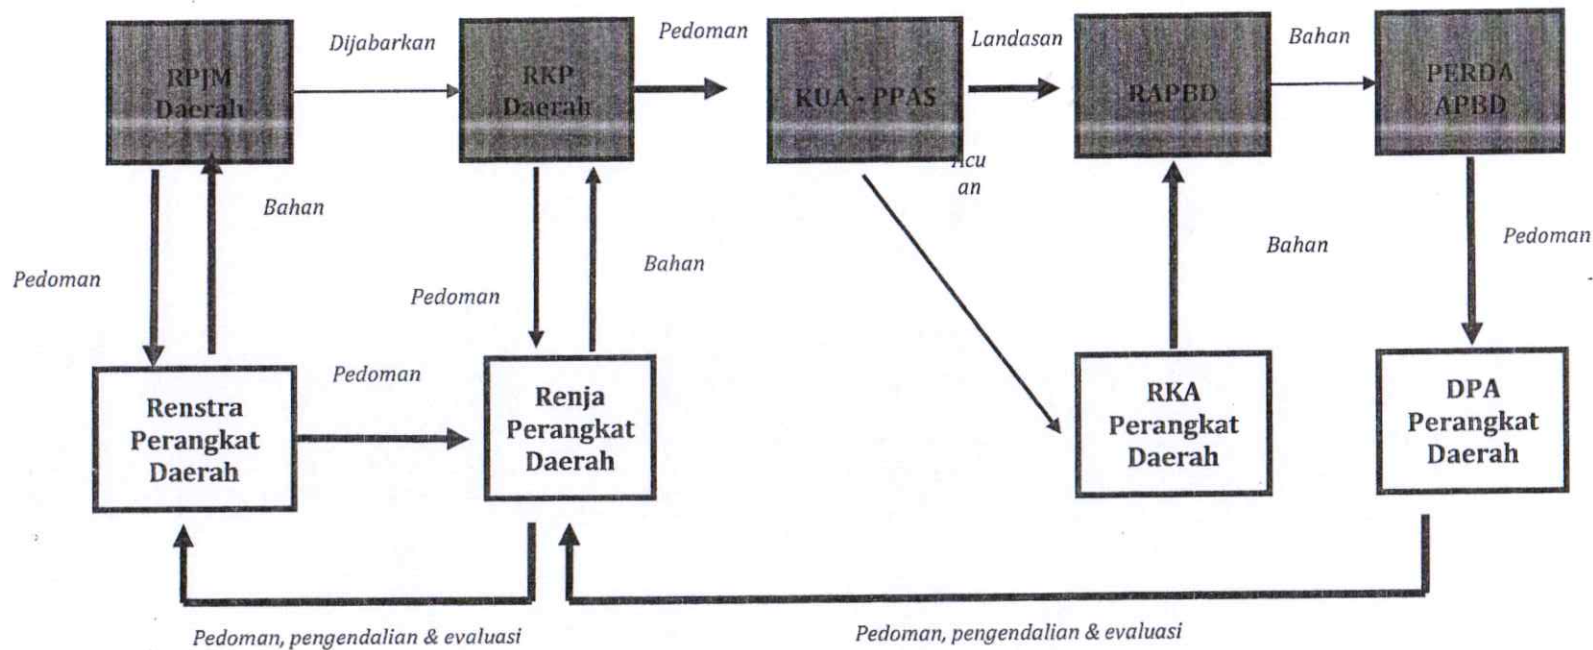 Dijabarkan
Pedoman
Landasan
Bahan
RPJM
Daerah
RKP
Daerah
KUA - PPAS
RAPBD
PERDA
APBD
Acu
an
Bahan
Pedoman
Pedoman
Bahan
Bahan
Pedoman
Pedoman
Renstra
Perangkat
Daerah
Renja
Perangkat
Daerah
RKA
Perangkat
Daerah
DPA
Perangkat
Daerah
Pedoman, pengendalian & evaluasi
Pedoman, pengendalian & evaluasi